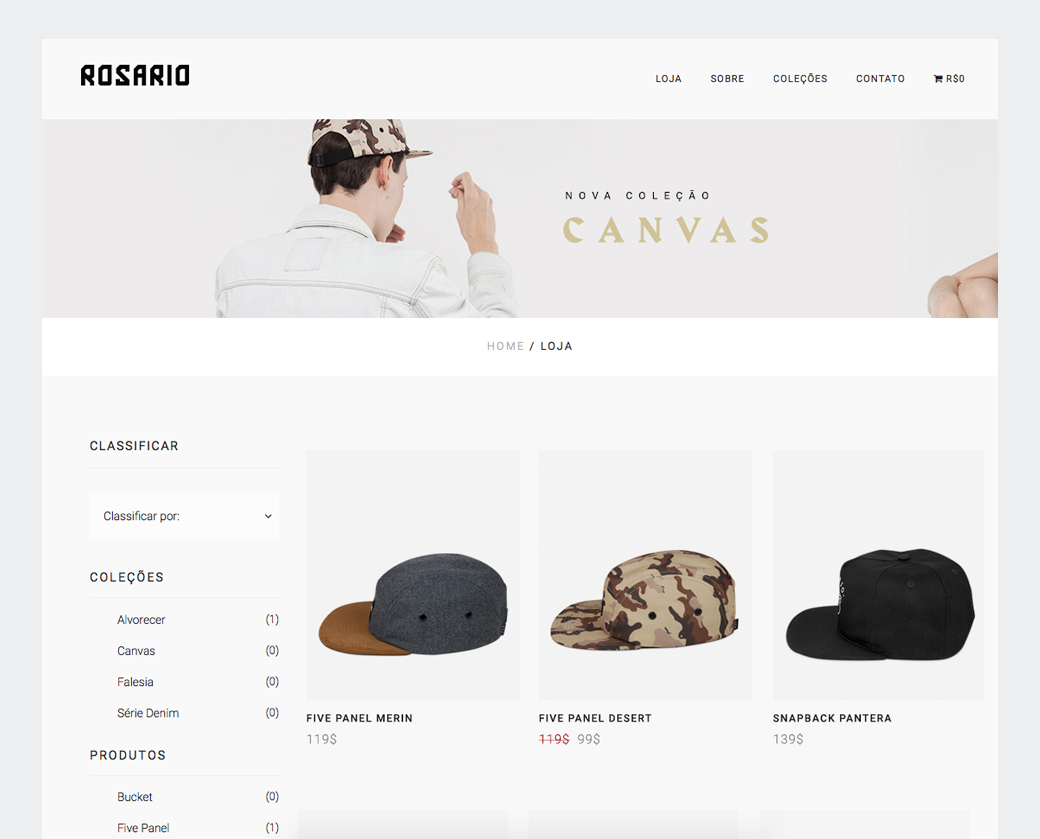 ROSARIO
LOJA SOBRE COLEÇÕES CONTATO R$0
NOVA COLEÇÃO
CANVAS
HOME / LOJA
CLASSIFICAR
Classificar por:
COLEÇÕES
Alvorecer (1)
Canvas (0)
Falesia (0)
Série Denim (0)
PRODUTOS
Bucket (0)
Five Panel (1)
FIVE PANEL MERIN
119$
FIVE PANEL DESERT
119$ 99$
SNAPBACK PANTERA
139$